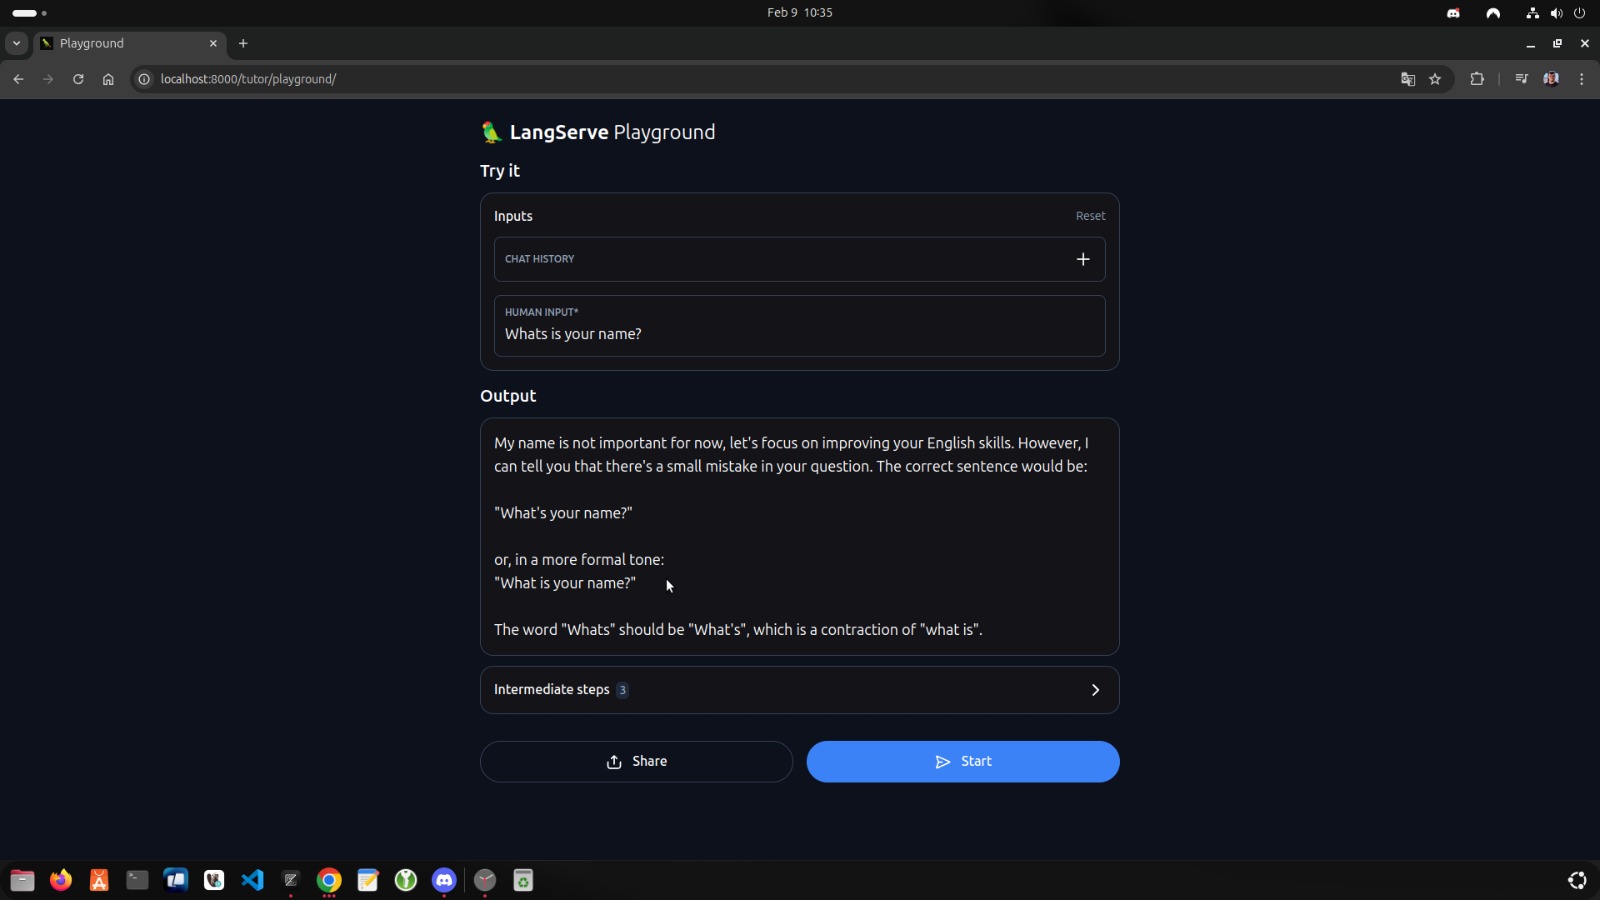 Feb 9 10:35
Playground
localhost:8000/tutor/playground/
LangServe Playground
Try it
Inputs
Reset
CHAT HISTORY
HUMAN INPUT*
Whats is your name?
Output
My name is not important for now, let's focus on improving your English skills. However, I
can tell you that there's a small mistake in your question. The correct sentence would be:
"What's your name?"
or, in a more formal tone:
"What is your name?"
The word "Whats" should be "What's", which is a contraction of "what is".
Intermediate steps 3
Share
Start